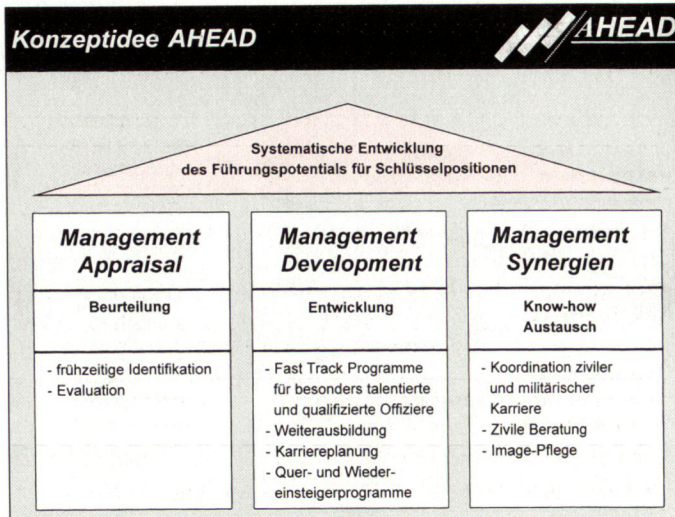 Konzeptidee AHEAD
AHEAD
Systematische Entwicklung
des Führungspotentials für Schlüsselpositionen
Management
Appraisal
Beurteilung
- frühzeitige Identifikation
- Evaluation
Management
Development
Entwicklung
- Fast Track Programme
für besonders talentierte
und qualifizierte Offiziere
- Weiterausbildung
- Karriereplanung
- Quer- und Wieder-
einsteigerprogramme
Management
Synergien
Know-how
Austausch
- Koordination ziviler
und militärischer
Karriere
- Zivile Beratung
- Image-Pflege